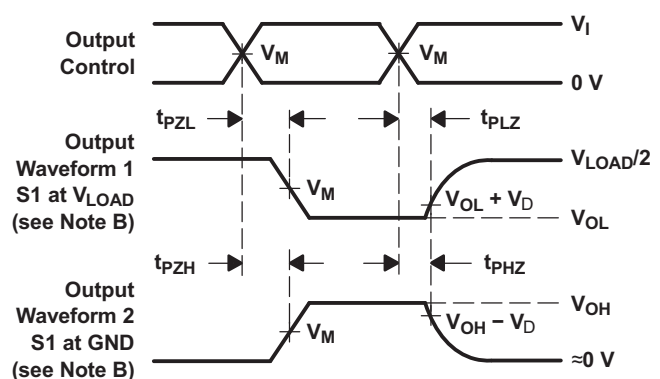 Output
Control
V_I
V_M
V_M
0 V
t_PZL
t_PLZ
Output
Waveform 1
S1 at V_LOAD
(see Note B)
V_LOAD/2
V_M
V_OL + V_D
V_OL
t_PZH
t_PHZ
Output
Waveform 2
S1 at GND
(see Note B)
V_OH
V_M
V_OH − V_D
≈0 V